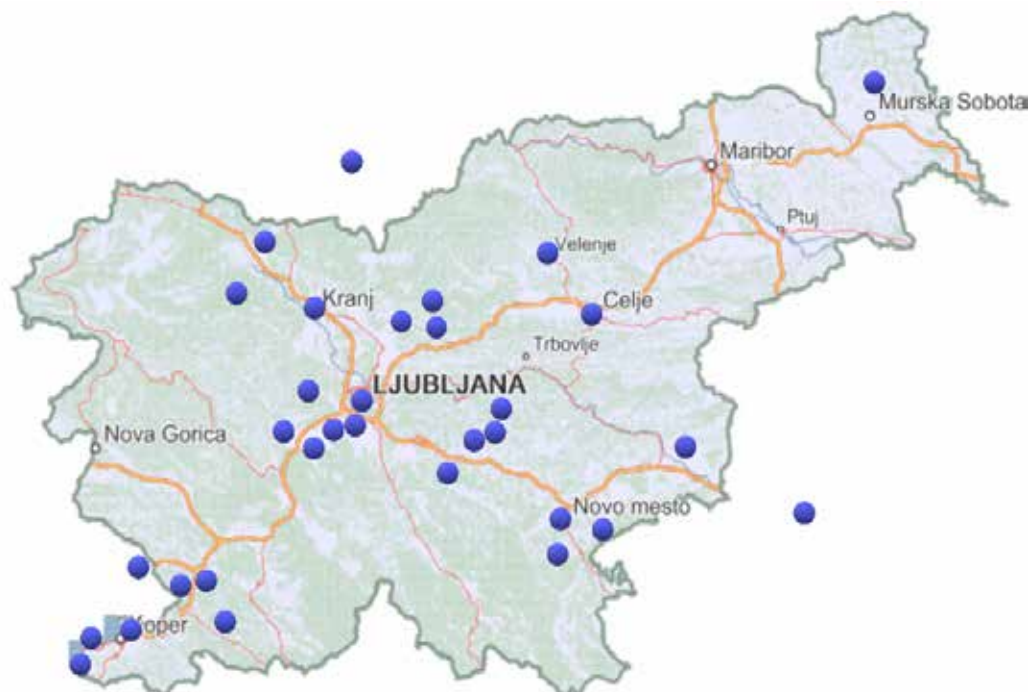 Murska Sobota
Maribor
Ptuj
Velenje
Kranj
Celje
Trbovlje
LJUBLJANA
Nova Gorica
Novo mesto
Koper